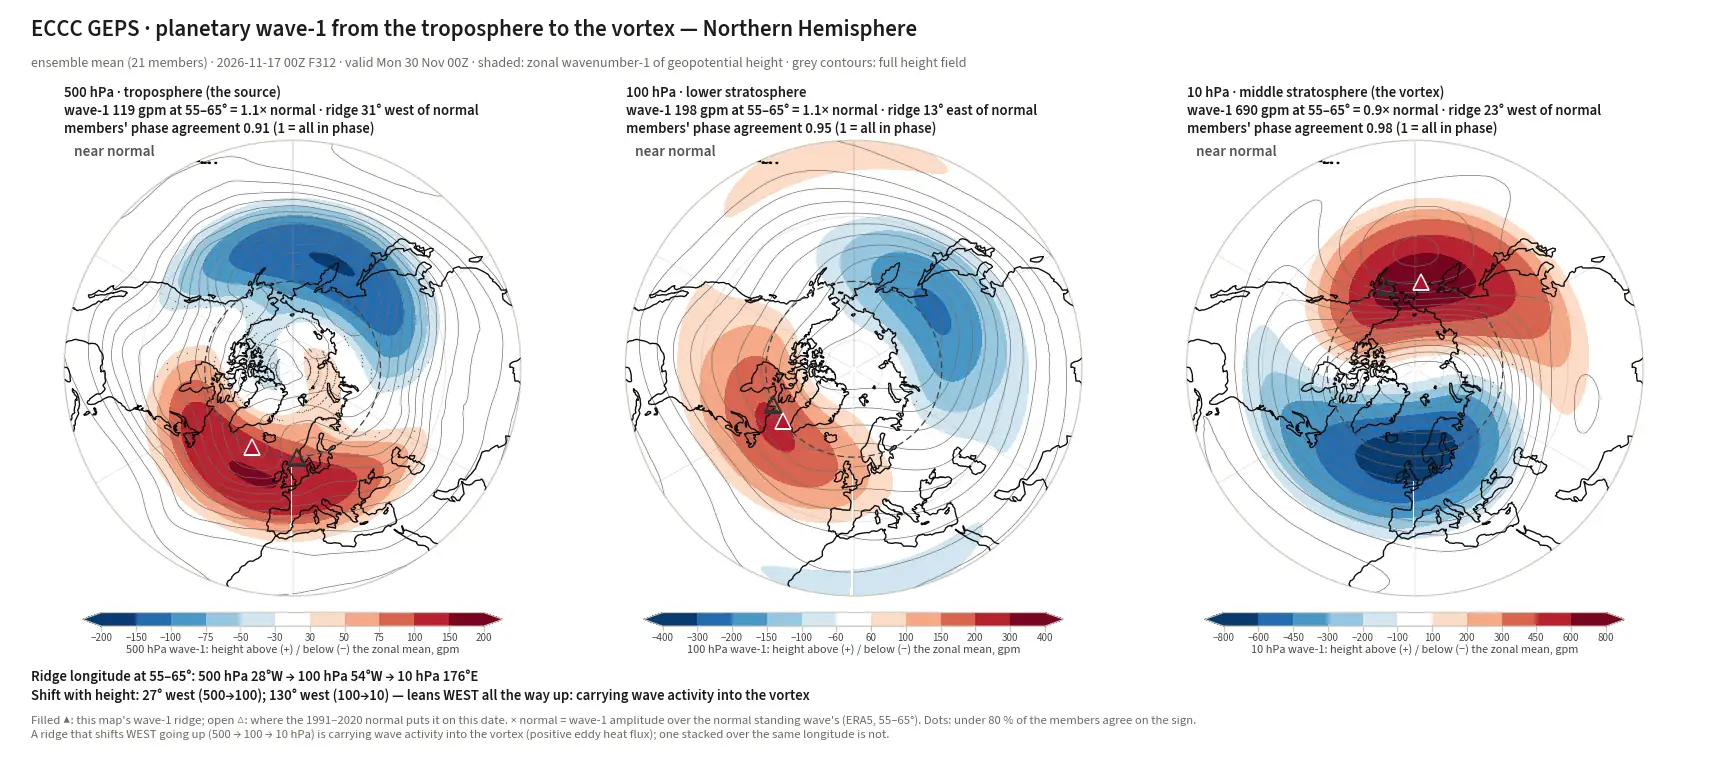 ECCC GEPS · planetary wave-1 from the troposphere to the vortex — Northern Hemisphere
ensemble mean (21 members) · 2026-11-17 00Z F312 · valid Mon 30 Nov 00Z · shaded: zonal wavenumber-1 of geopotential height · grey contours: full height field
500 hPa · troposphere (the source)
wave-1 119 gpm at 55–65° = 1.1× normal · ridge 31° west of normal
members' phase agreement 0.91 (1 = all in phase)
near normal
100 hPa · lower stratosphere
wave-1 198 gpm at 55–65° = 1.1× normal · ridge 13° east of normal
members' phase agreement 0.95 (1 = all in phase)
near normal
10 hPa · middle stratosphere (the vortex)
wave-1 690 gpm at 55–65° = 0.9× normal · ridge 23° west of normal
members' phase agreement 0.98 (1 = all in phase)
near normal
−200 −150 −100 −75 −50 −30 30 50 75 100 150 200
500 hPa wave-1: height above (+) / below (−) the zonal mean, gpm
−400 −300 −200 −150 −100 −60 60 100 150 200 300 400
100 hPa wave-1: height above (+) / below (−) the zonal mean, gpm
−800 −600 −450 −300 −200 −100 100 200 300 450 600 800
10 hPa wave-1: height above (+) / below (−) the zonal mean, gpm
Ridge longitude at 55–65°: 500 hPa 28°W → 100 hPa 54°W → 10 hPa 176°E
Shift with height: 27° west (500→100); 130° west (100→10) — leans WEST all the way up: carrying wave activity into the vortex
Filled ▲: this map's wave-1 ridge; open △: where the 1991–2020 normal puts it on this date. × normal = wave-1 amplitude over the normal standing wave's (ERA5, 55–65°). Dots: under 80 % of the members agree on the sign.
A ridge that shifts WEST going up (500 → 100 → 10 hPa) is carrying wave activity into the vortex (positive eddy heat flux); one stacked over the same longitude is not.